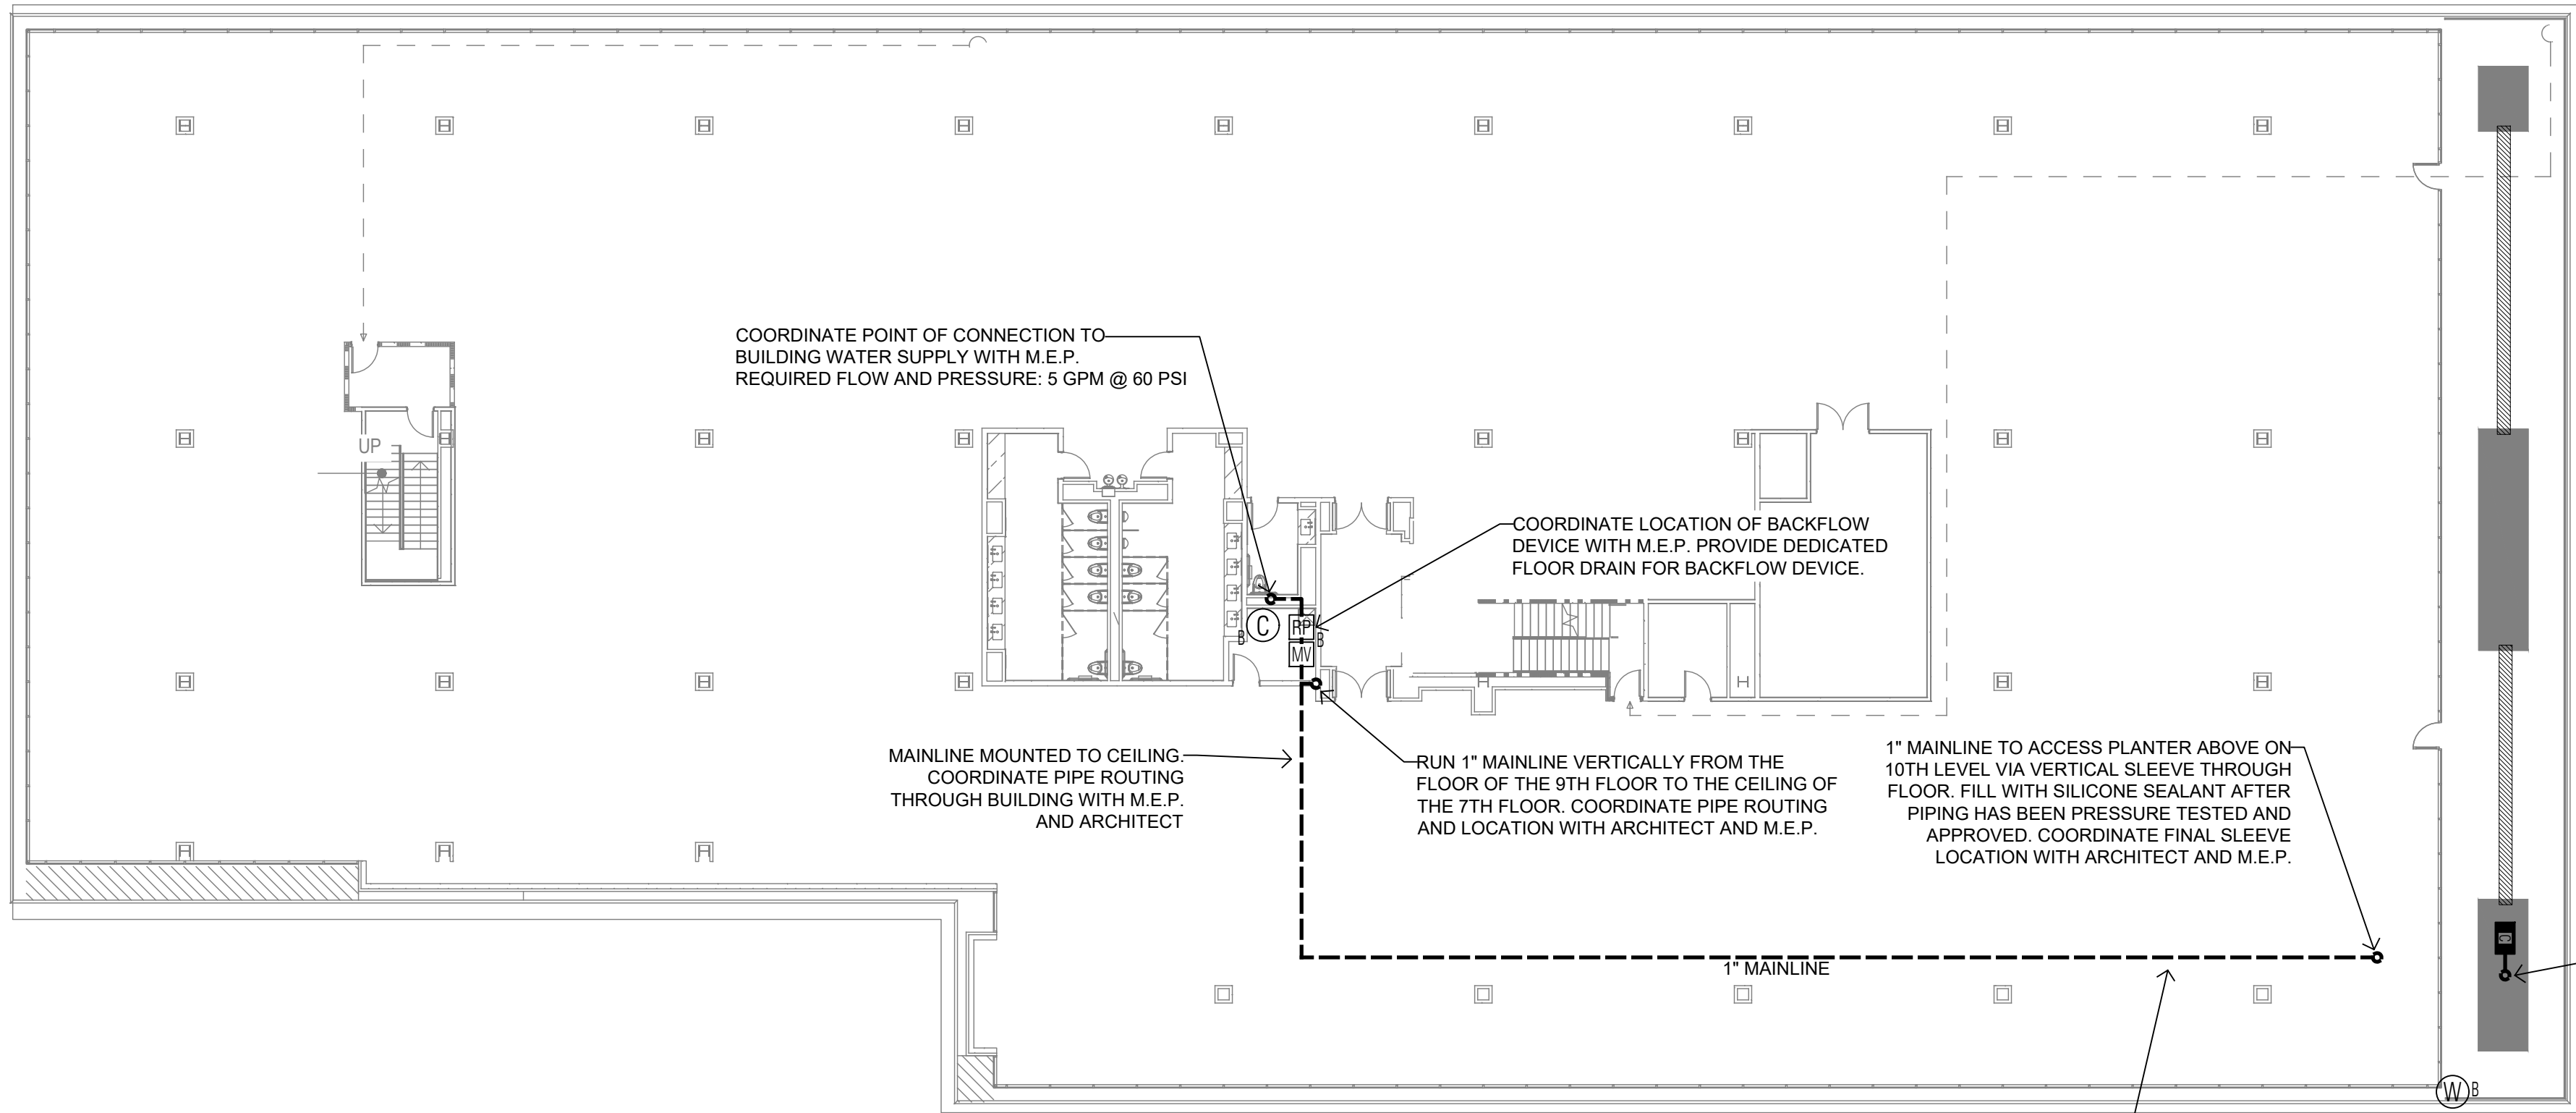 COORDINATE POINT OF CONNECTION TO
BUILDING WATER SUPPLY WITH M.E.P.
REQUIRED FLOW AND PRESSURE: 5 GPM @ 60 PSI
UP
COORDINATE LOCATION OF BACKFLOW
DEVICE WITH M.E.P. PROVIDE DEDICATED
FLOOR DRAIN FOR BACKFLOW DEVICE.
C
B
RP
B
MV
MAINLINE MOUNTED TO CEILING.
COORDINATE PIPE ROUTING
THROUGH BUILDING WITH M.E.P.
AND ARCHITECT
RUN 1" MAINLINE VERTICALLY FROM THE
FLOOR OF THE 9TH FLOOR TO THE CEILING OF
THE 7TH FLOOR. COORDINATE PIPE ROUTING
AND LOCATION WITH ARCHITECT AND M.E.P.
1" MAINLINE TO ACCESS PLANTER ABOVE ON
10TH LEVEL VIA VERTICAL SLEEVE THROUGH
FLOOR. FILL WITH SILICONE SEALANT AFTER
PIPING HAS BEEN PRESSURE TESTED AND
APPROVED. COORDINATE FINAL SLEEVE
LOCATION WITH ARCHITECT AND M.E.P.
C
1" MAINLINE
W B